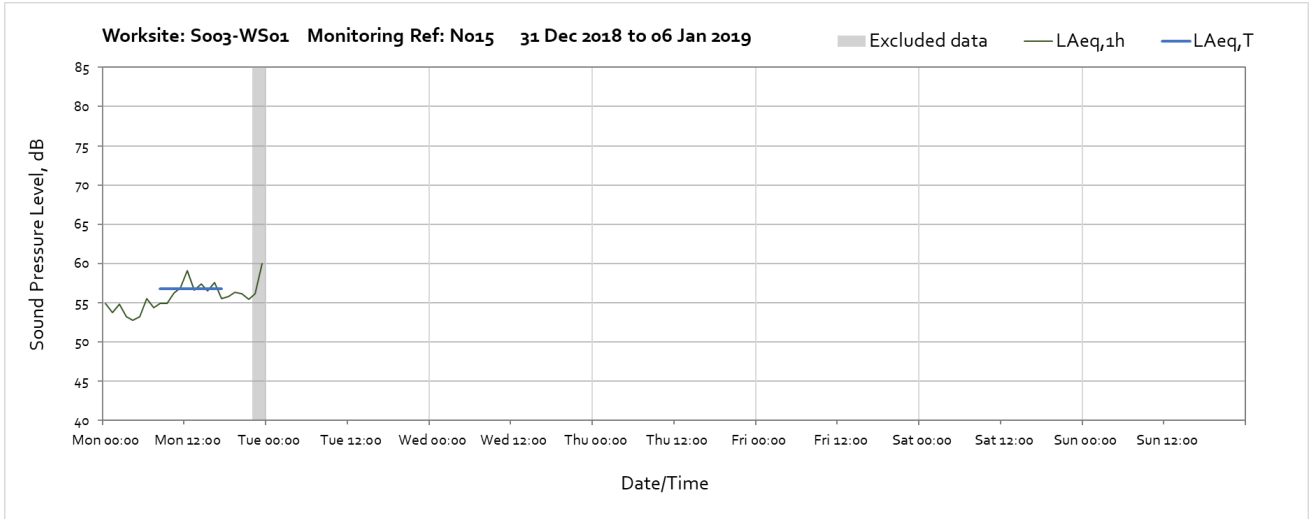 Worksite: S003-WS01 Monitoring Ref: N015 31 Dec 2018 to 06 Jan 2019
Excluded data LAeq,1h LAeq,T
Sound Pressure Level, dB
85
80
75
70
65
60
55
50
45
40
Mon 00:00 Mon 12:00 Tue 00:00 Tue 12:00 Wed 00:00 Wed 12:00 Thu 00:00 Thu 12:00 Fri 00:00 Fri 12:00 Sat 00:00 Sat 12:00 Sun 00:00 Sun 12:00
Date/Time